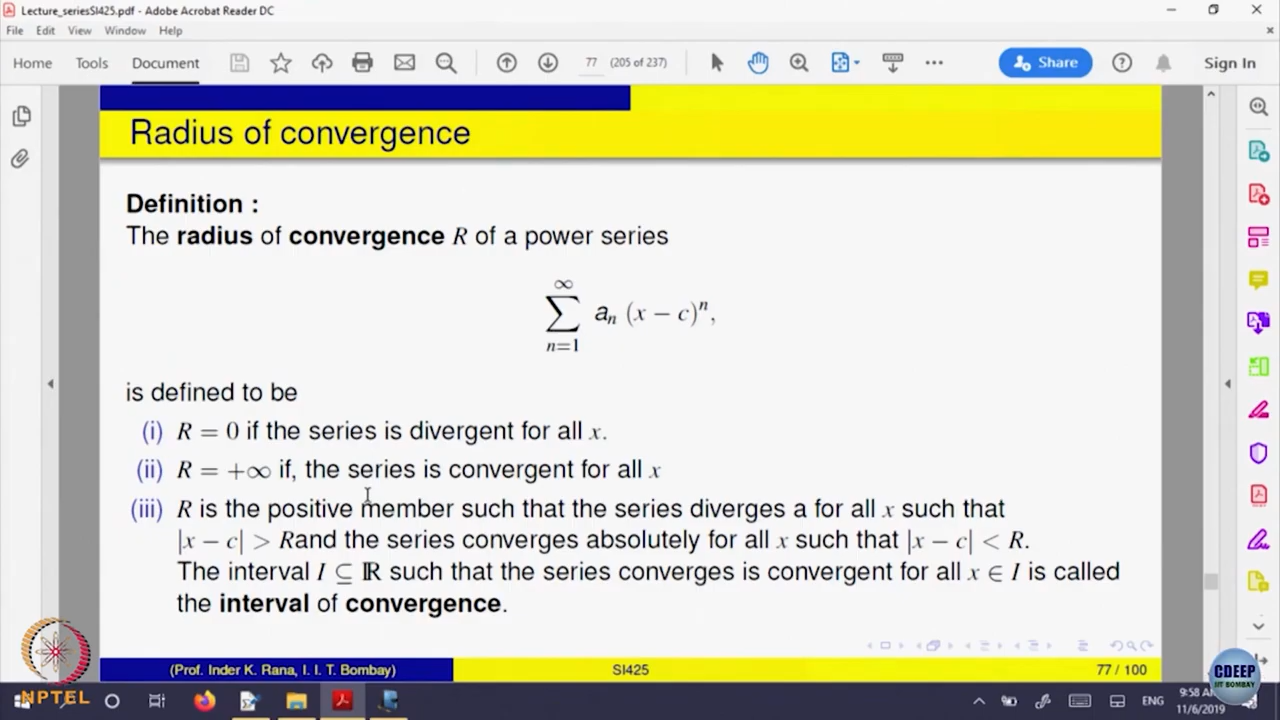 Lecture_seriesSI425.pdf - Adobe Acrobat Reader DC
File Edit View Window Help
Home Tools Document 77 (205 of 237) Share Sign In
Radius of convergence
Definition :
The radius of convergence R of a power series
∞
∑ aₙ (x − c)ⁿ,
n=1
is defined to be
(i) R = 0 if the series is divergent for all x.
(ii) R = +∞ if, the series is convergent for all x
(iii) R is the positive member such that the series diverges a for all x such that
|x − c| > Rand the series converges absolutely for all x such that |x − c| < R.
The interval I ⊆ ℝ such that the series converges is convergent for all x ∈ I is called
the interval of convergence.
(Prof. Inder K. Rana, I. I. T. Bombay) SI425 77 / 100
NPTEL
CDEEP
IIT BOMBAY
ENG
9:58 AM
11/6/2019